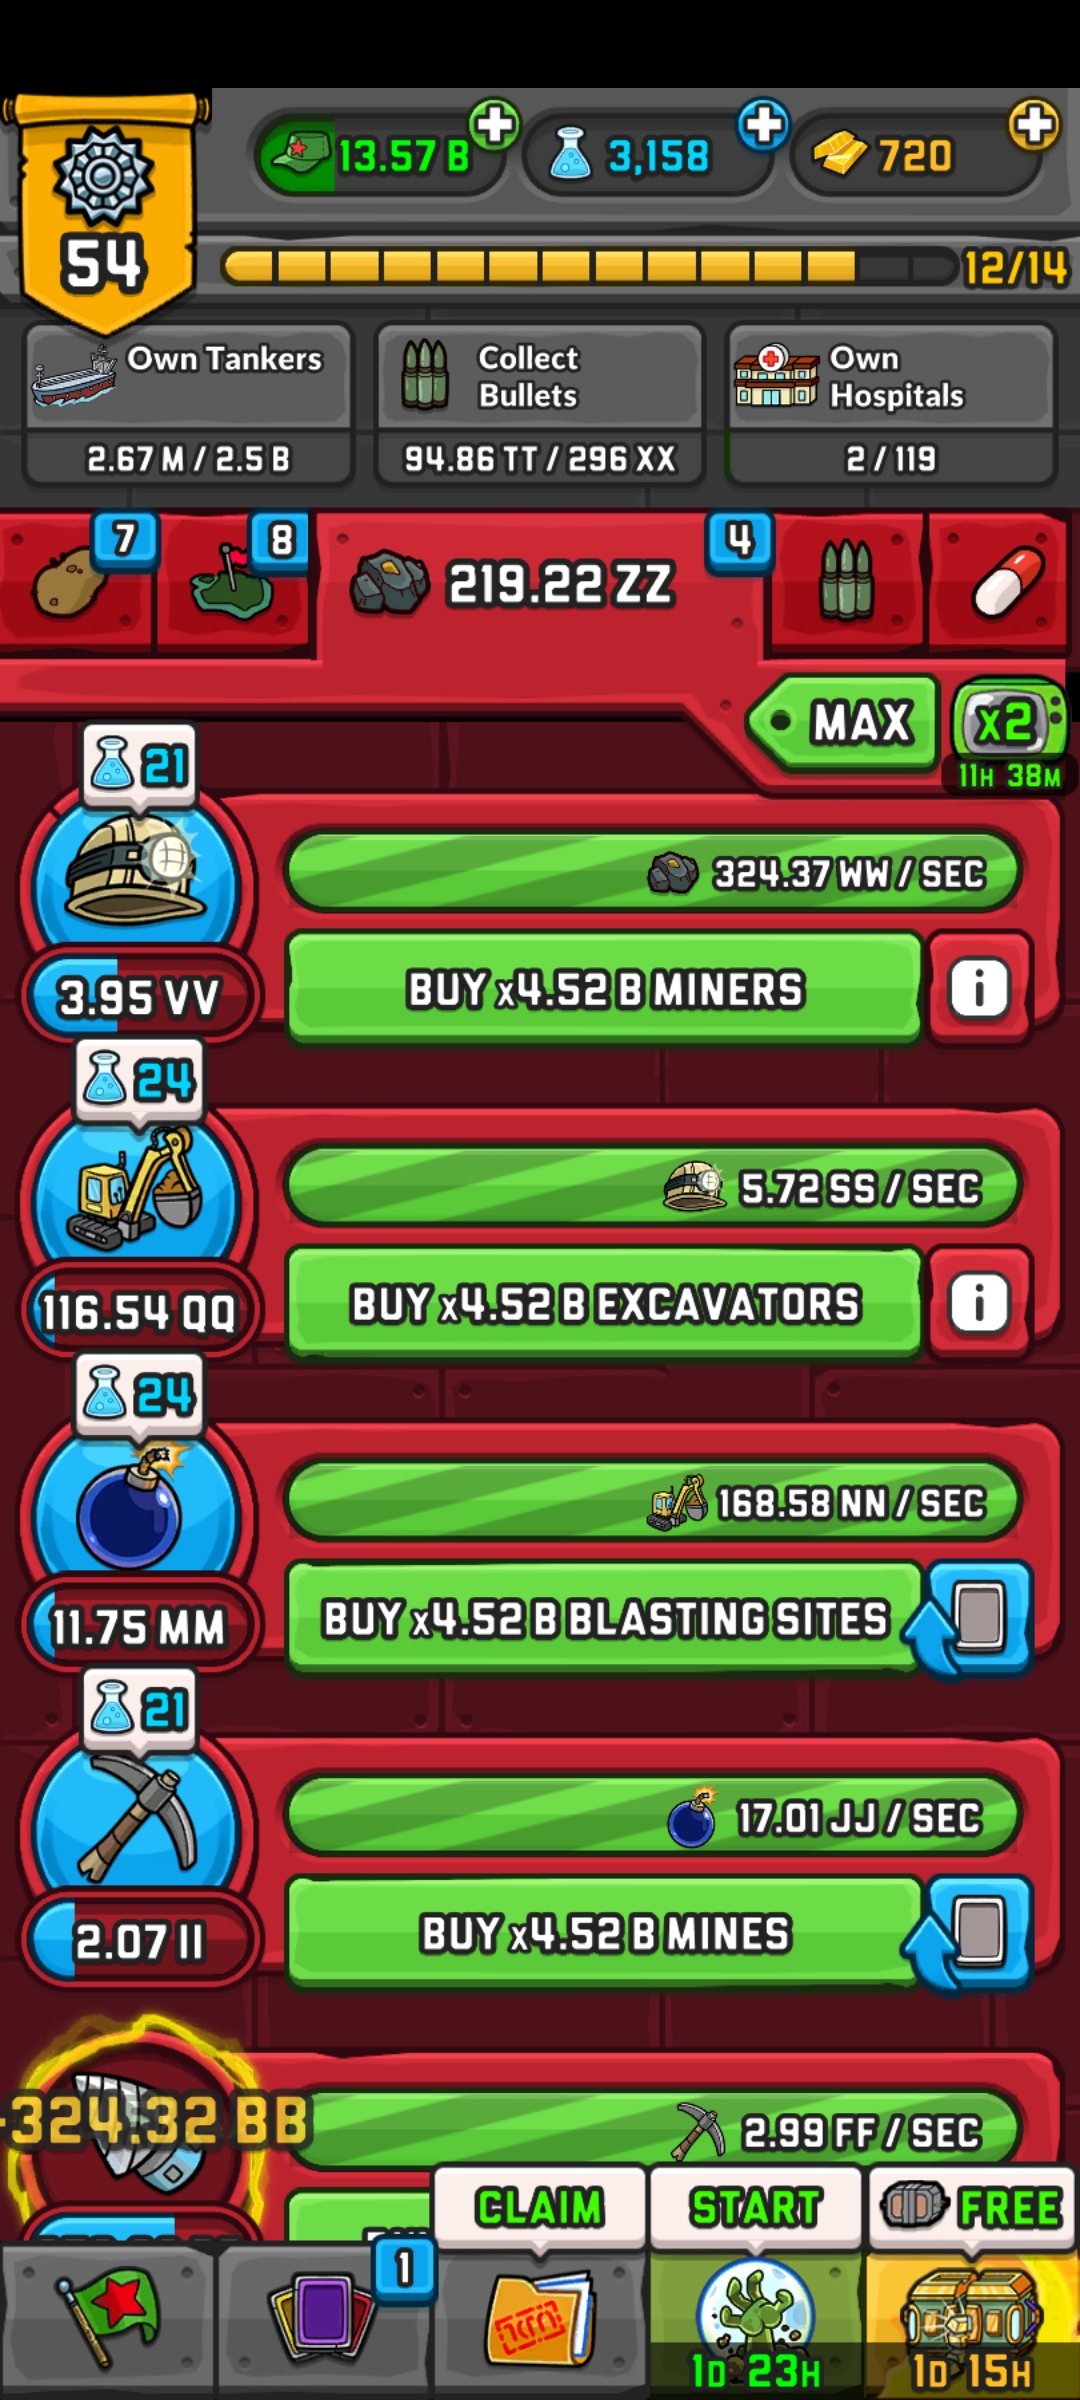 54
13.57 B
3,158
720
12/14
Own Tankers
2.67 M / 2.5 B
Collect
Bullets
94.86 TT / 296 XX
Own
Hospitals
2 / 119
7
8
219.22 ZZ
4
MAX
x2
11H 38M
21
324.37 WW / SEC
3.95 VV
BUY x4.52 B MINERS
i
24
5.72 SS / SEC
116.54 QQ
BUY x4.52 B EXCAVATORS
i
24
168.58 NN / SEC
11.75 MM
BUY x4.52 B BLASTING SITES
21
17.01 JJ / SEC
2.07 II
BUY x4.52 B MINES
-324.32 BB
2.99 FF / SEC
CLAIM
START
FREE
1
1D 23H
1D 15H